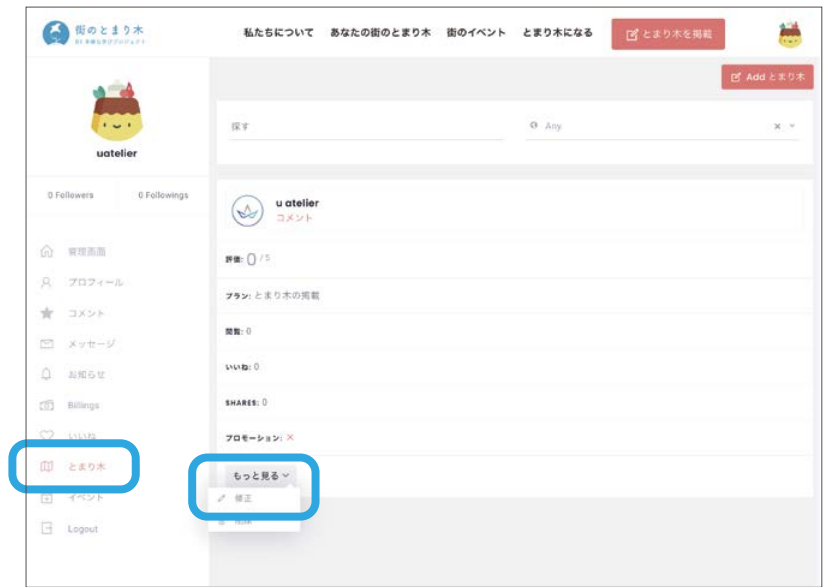 街のとまり木
私たちについて あなたの街のとまり木 街のイベント とまり木になる とまり木を掲載
Add とまり木
uatelier
0 Followers 0 Followings
管理画面
プロフィール
コメント
メッセージ
お知らせ
Billings
いいね
とまり木
イベント
Logout
探す Any
u atelier
コメント
評価: 0 / 5
プラン: とまり木の掲載
閲覧: 0
いいね: 0
SHARES: 0
プロモーション: ×
もっと見る
修正
削除